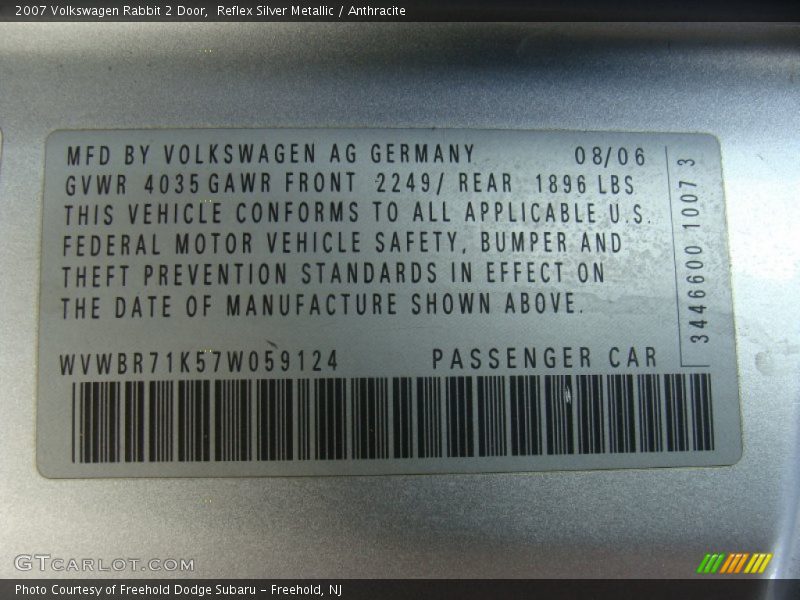 2007 Volkswagen Rabbit 2 Door, Reflex Silver Metallic / Anthracite
MFD BY VOLKSWAGEN AG GERMANY 08/06
GVWR 4035 GAWR FRONT 2249/ REAR 1896 LBS
THIS VEHICLE CONFORMS TO ALL APPLICABLE U.S.
FEDERAL MOTOR VEHICLE SAFETY, BUMPER AND
THEFT PREVENTION STANDARDS IN EFFECT ON
THE DATE OF MANUFACTURE SHOWN ABOVE.
WVWBR71K57W059124 PASSENGER CAR
3446600 1007 3
GTCARLOT.COM
Photo Courtesy of Freehold Dodge Subaru - Freehold, NJ